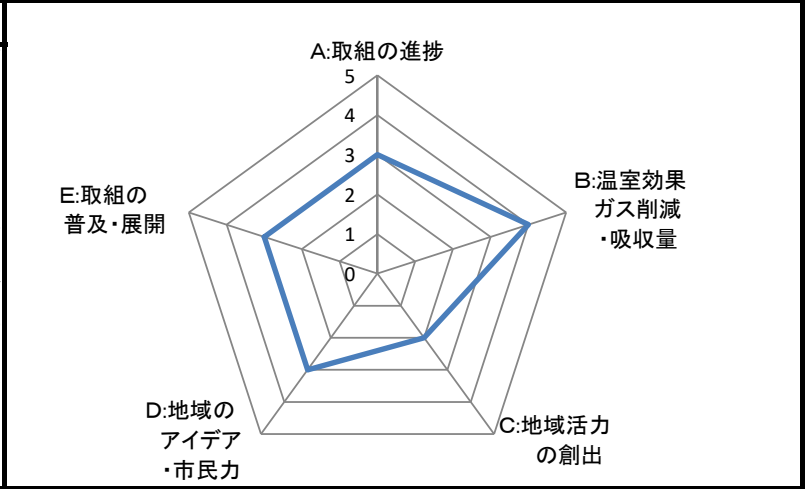 A:取組の進捗
5
4
3
2
1
0
B:温室効果
ガス削減
・吸収量
C:地域活力
の創出
D:地域の
アイデア
・市民力
E:取組の
普及・展開